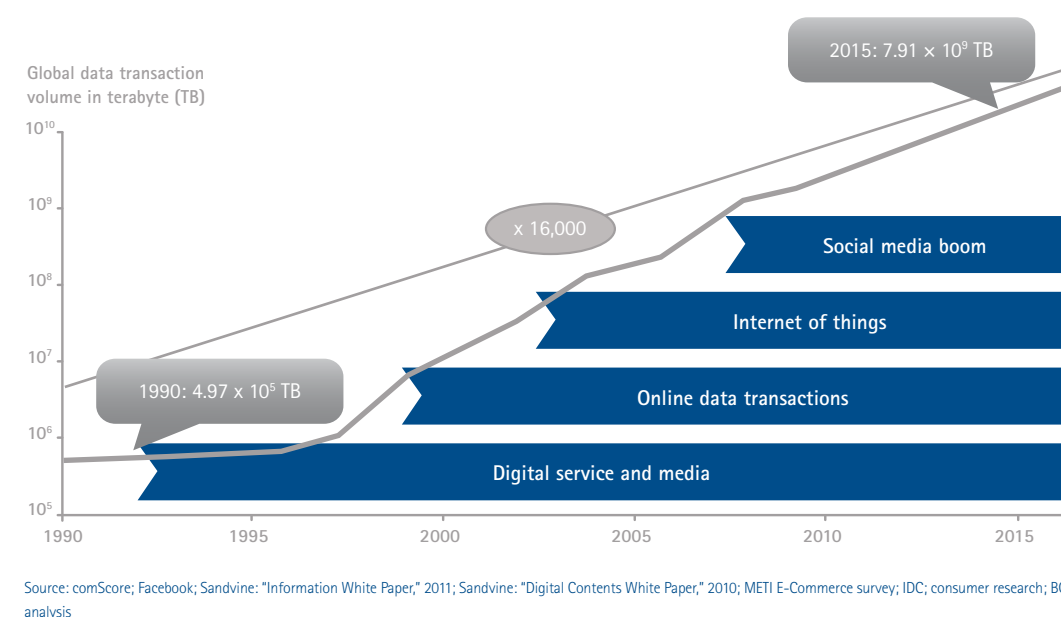 2015: 7.91 × 10⁹ TB
Global data transaction
volume in terabyte (TB)
10¹⁰
10⁹
x 16,000
Social media boom
10⁸
Internet of things
10⁷
1990: 4.97 x 10⁵ TB
Online data transactions
10⁶
Digital service and media
10⁵
1990 1995 2000 2005 2010 2015
Source: comScore; Facebook; Sandvine: "Information White Paper," 2011; Sandvine: "Digital Contents White Paper," 2010; METI E-Commerce survey; IDC; consumer research;
analysis